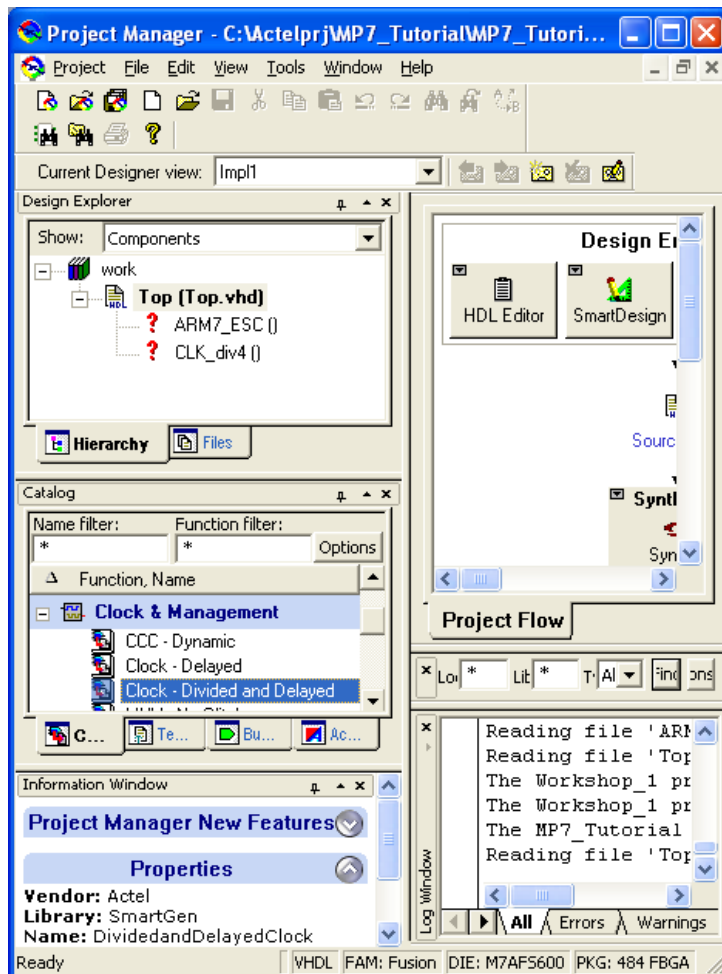 Project Manager - C:\Actelprj\MP7_Tutorial\MP7_Tutori...
Project File Edit View Tools Window Help
Current Designer view: Impl1
Design Explorer
Show: Components
work
Top (Top.vhd)
ARM7_ESC ()
CLK_div4 ()
Hierarchy Files
Catalog
Name filter: Function filter:
* * Options
Function, Name
Clock & Management
CCC - Dynamic
Clock - Delayed
Clock - Divided and Delayed
C... Te... Bu... Ac...
Information Window
Project Manager New Features
Properties
Vendor: Actel
Library: SmartGen
Name: DividedandDelayedClock
Design En
HDL Editor SmartDesign
Sourc
Synth
Syn
Project Flow
* Lib * Al Find ons
Reading file 'ARM
Reading file 'Top
The Workshop_1 pr
The Workshop_1 pr
The MP7_Tutorial
Reading file 'Top
Log Window
All Errors Warnings
Ready VHDL FAM: Fusion DIE: M7AFS600 PKG: 484 FBGA